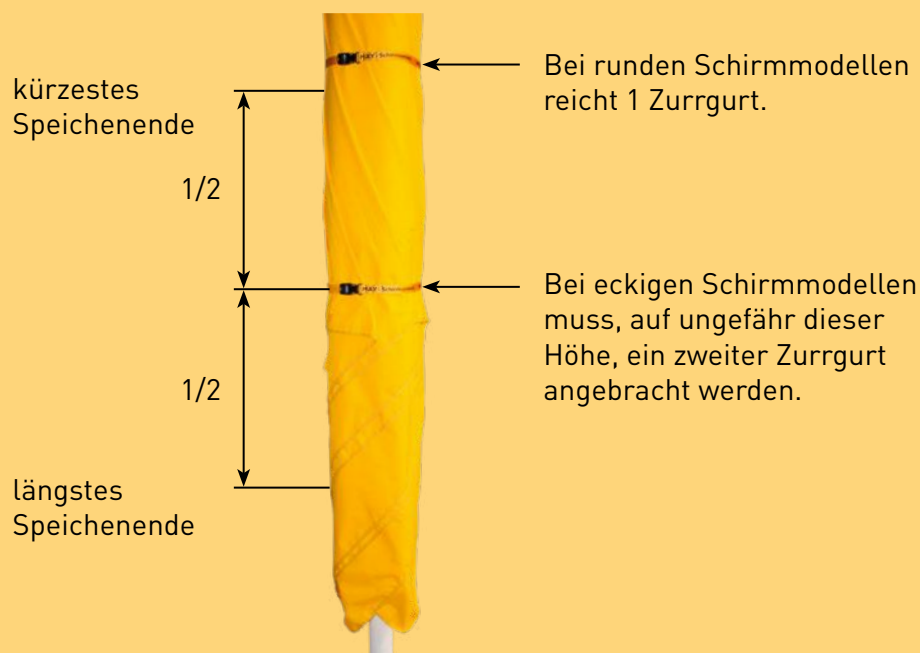 kürzestes
Speichenende
1/2
1/2
längstes
Speichenende
Bei runden Schirmmodellen
reicht 1 Zurrgurt.
Bei eckigen Schirmmodellen
muss, auf ungefähr dieser
Höhe, ein zweiter Zurrgurt
angebracht werden.